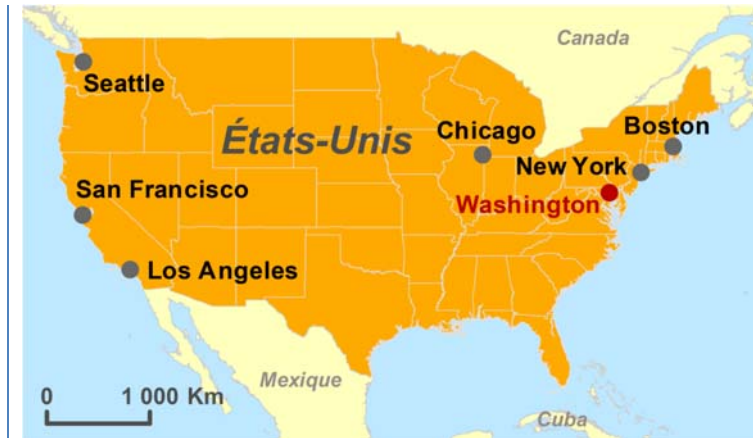 Canada
Seattle
États-Unis
Chicago
Boston
New York
San Francisco
Washington
Los Angeles
Mexique
0 1 000 Km
Cuba